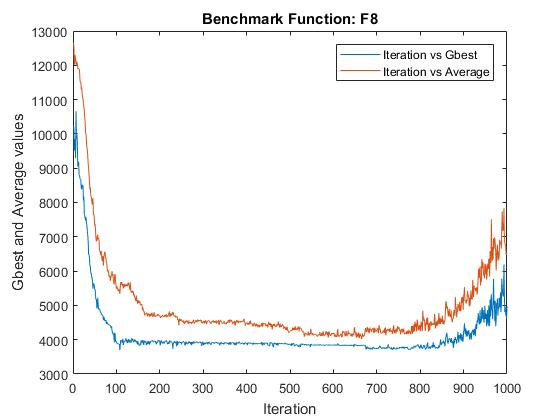 Benchmark Function: F8
13000
12000
11000
10000
9000
8000
7000
6000
5000
4000
3000
Gbest and Average values
Iteration vs Gbest
Iteration vs Average
0 100 200 300 400 500 600 700 800 900 1000
Iteration